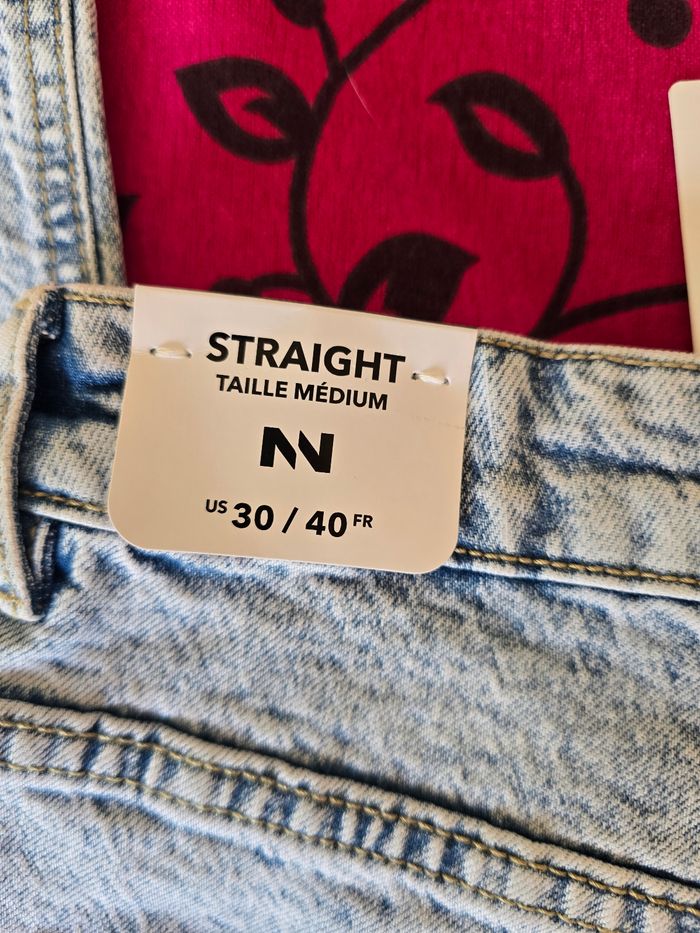 STRAIGHT
TAILLE MÉDIUM
N
US 30 / 40 FR